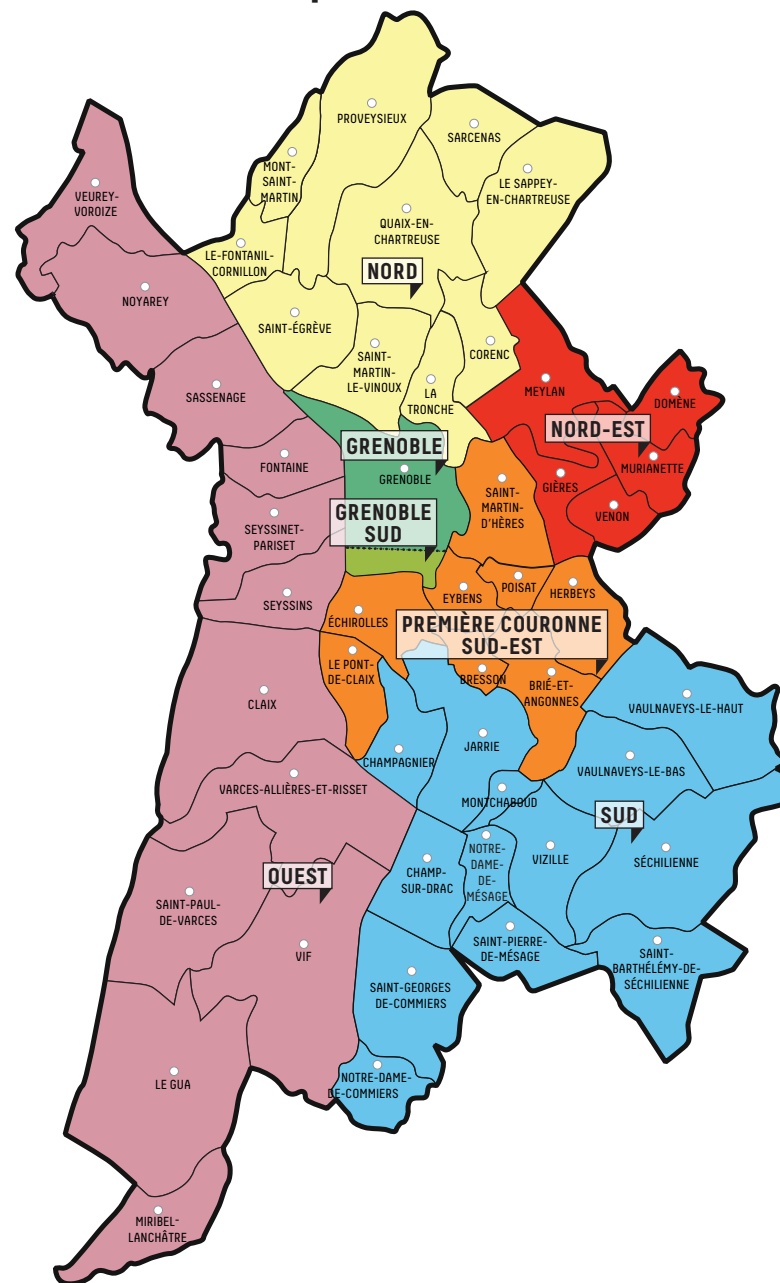 PROVEYSIEUX
SARCENAS
MONT-
SAINT-
MARTIN
LE SAPPEY-
EN-CHARTREUSE
VEUREY-
VOROIZE
QUAIX-EN-
CHARTREUSE
LE-FONTANIL-
CORNILLON
NORD
NOYAREY
SAINT-ÉGRÈVE
SAINT-
MARTIN-
LE-VINOUX
CORENC
SASSENAGE
LA
TRONCHE
MEYLAN
DOMÈNE
NORD-EST
GRENOBLE
FONTAINE
GRENOBLE
MURIANETTE
GIÈRES
SAINT-
MARTIN-
D'HÈRES
VENON
GRENOBLE
SUD
SEYSSINET-
PARISET
SEYSSINS
EYBENS
POISAT
HERBEYS
ÉCHIROLLES
PREMIÈRE COURONNE
SUD-EST
LE PONT-
DE-CLAIX
BRESSON
BRIÉ-ET-
ANGONNES
CLAIX
VAULNAVEYS-LE-HAUT
JARRIE
CHAMPAGNIER
VAULNAVEYS-LE-BAS
VARCES-ALLIÈRES-ET-RISSET
MONTCHABOUD
SUD
NOTRE-
DAME-
DE-
MÉSAGE
VIZILLE
SÉCHILIENNE
OUEST
CHAMP-
SUR-DRAC
SAINT-PAUL-
DE-VARCES
SAINT-PIERRE-
DE-MÉSAGE
VIF
SAINT-
BARTHÉLÉMY-DE-
SÉCHILIENNE
SAINT-GEORGES
DE-COMMIERS
LE GUA
NOTRE-DAME-
DE-COMMIERS
MIRIBEL-
LANCHÂTRE